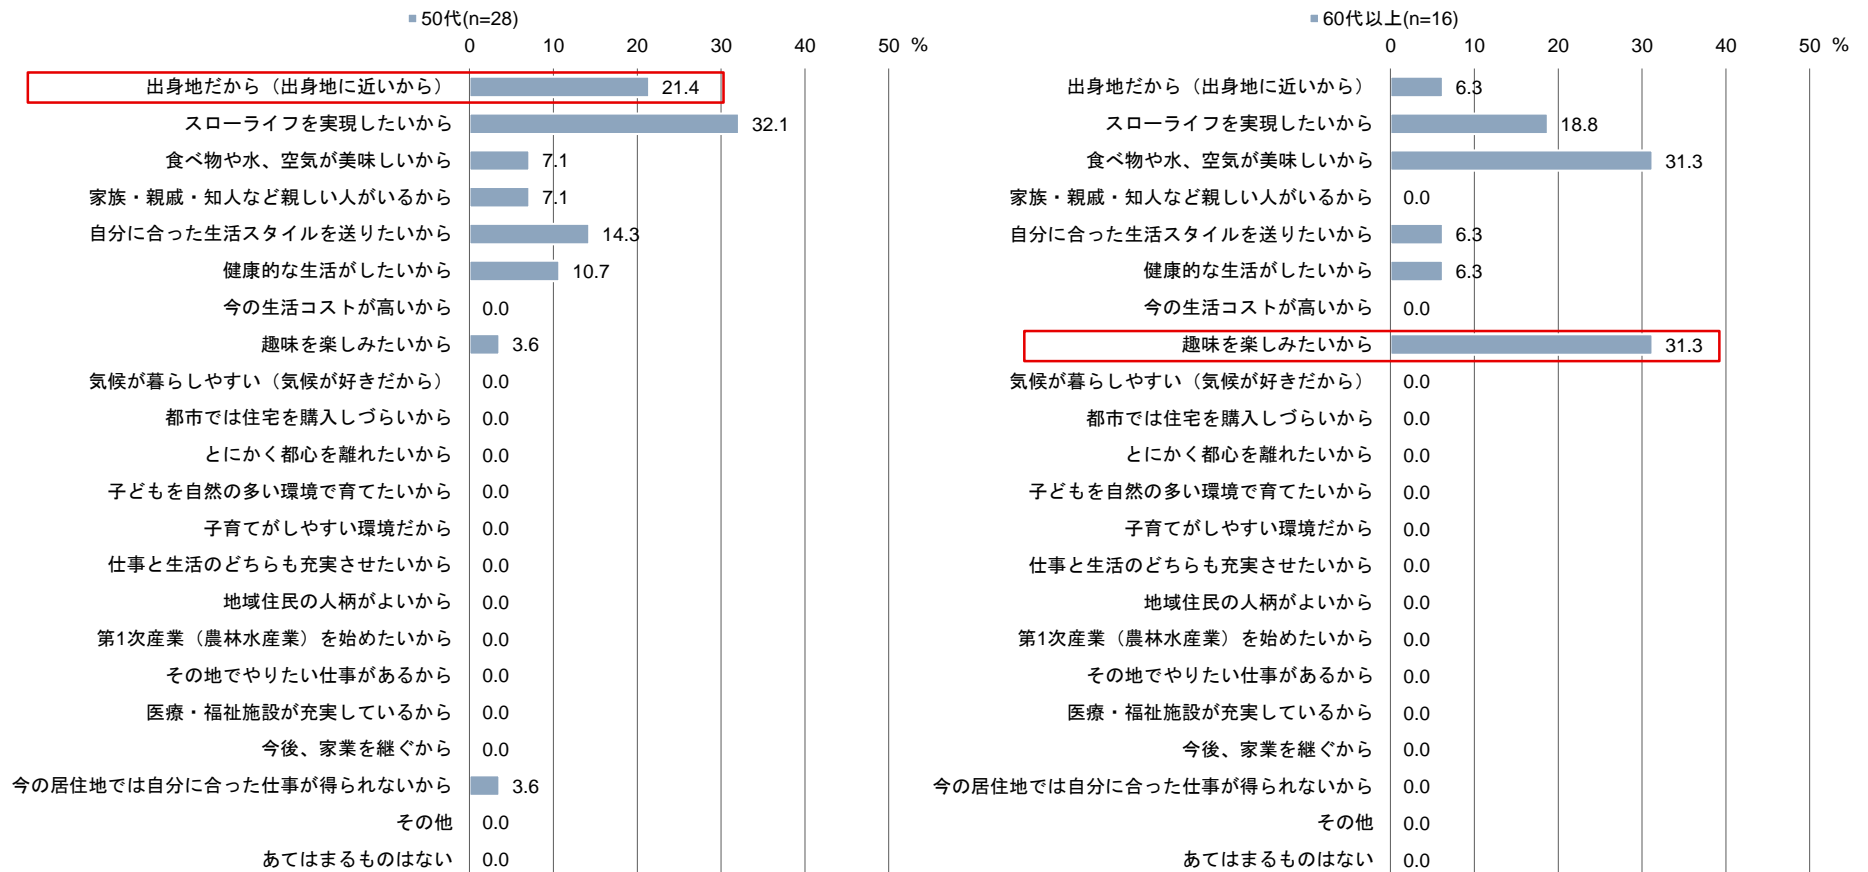 50代(n=28)
0 10 20 30 40 50 %
出身地だから（出身地に近いから） 21.4
スローライフを実現したいから 32.1
食べ物や水、空気が美味しいから 7.1
家族・親戚・知人など親しい人がいるから 7.1
自分に合った生活スタイルを送りたいから 14.3
健康的な生活がしたいから 10.7
今の生活コストが高いから 0.0
趣味を楽しみたいから 3.6
気候が暮らしやすい（気候が好きだから） 0.0
都市では住宅を購入しづらいから 0.0
とにかく都心を離れたいから 0.0
子どもを自然の多い環境で育てたいから 0.0
子育てがしやすい環境だから 0.0
仕事と生活のどちらも充実させたいから 0.0
地域住民の人柄がよいから 0.0
第1次産業（農林水産業）を始めたいから 0.0
その地でやりたい仕事があるから 0.0
医療・福祉施設が充実しているから 0.0
今後、家業を継ぐから 0.0
今の居住地では自分に合った仕事が得られないから 3.6
その他 0.0
あてはまるものはない 0.0
60代以上(n=16)
0 10 20 30 40 50 %
出身地だから（出身地に近いから） 6.3
スローライフを実現したいから 18.8
食べ物や水、空気が美味しいから 31.3
家族・親戚・知人など親しい人がいるから 0.0
自分に合った生活スタイルを送りたいから 6.3
健康的な生活がしたいから 6.3
今の生活コストが高いから 0.0
趣味を楽しみたいから 31.3
気候が暮らしやすい（気候が好きだから） 0.0
都市では住宅を購入しづらいから 0.0
とにかく都心を離れたいから 0.0
子どもを自然の多い環境で育てたいから 0.0
子育てがしやすい環境だから 0.0
仕事と生活のどちらも充実させたいから 0.0
地域住民の人柄がよいから 0.0
第1次産業（農林水産業）を始めたいから 0.0
その地でやりたい仕事があるから 0.0
医療・福祉施設が充実しているから 0.0
今後、家業を継ぐから 0.0
今の居住地では自分に合った仕事が得られないから 0.0
その他 0.0
あてはまるものはない 0.0